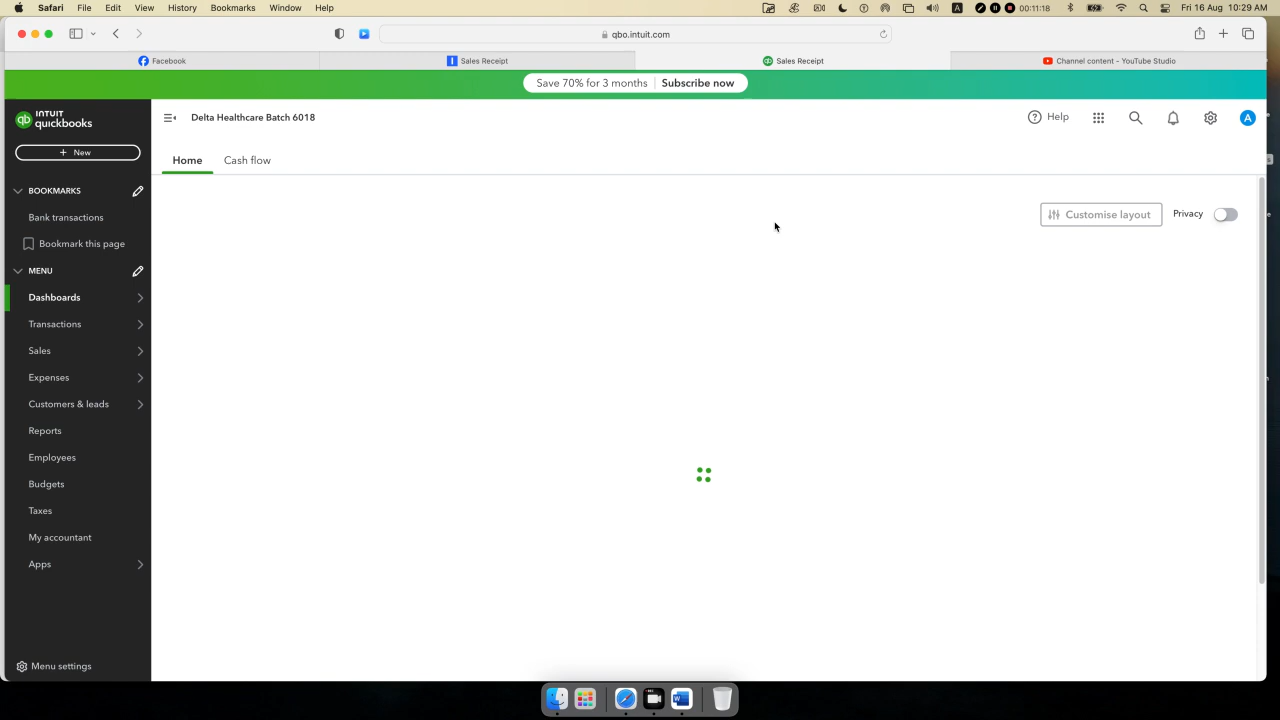 Safari File Edit View History Bookmarks Window Help
A
00:11:18
Fri 16 Aug 10:29 AM
qbo.intuit.com
Facebook
Sales Receipt
Sales Receipt
Channel content - YouTube Studio
Save 70% for 3 months | Subscribe now
INTUIT
quickbooks
Delta Healthcare Batch 6018
Help
A
+ New
Home
Cash flow
BOOKMARKS
Bank transactions
Bookmark this page
Customise layout
Privacy
MENU
Dashboards
Transactions
Sales
Expenses
Customers & leads
Reports
Employees
Budgets
Taxes
My accountant
Apps
Menu settings